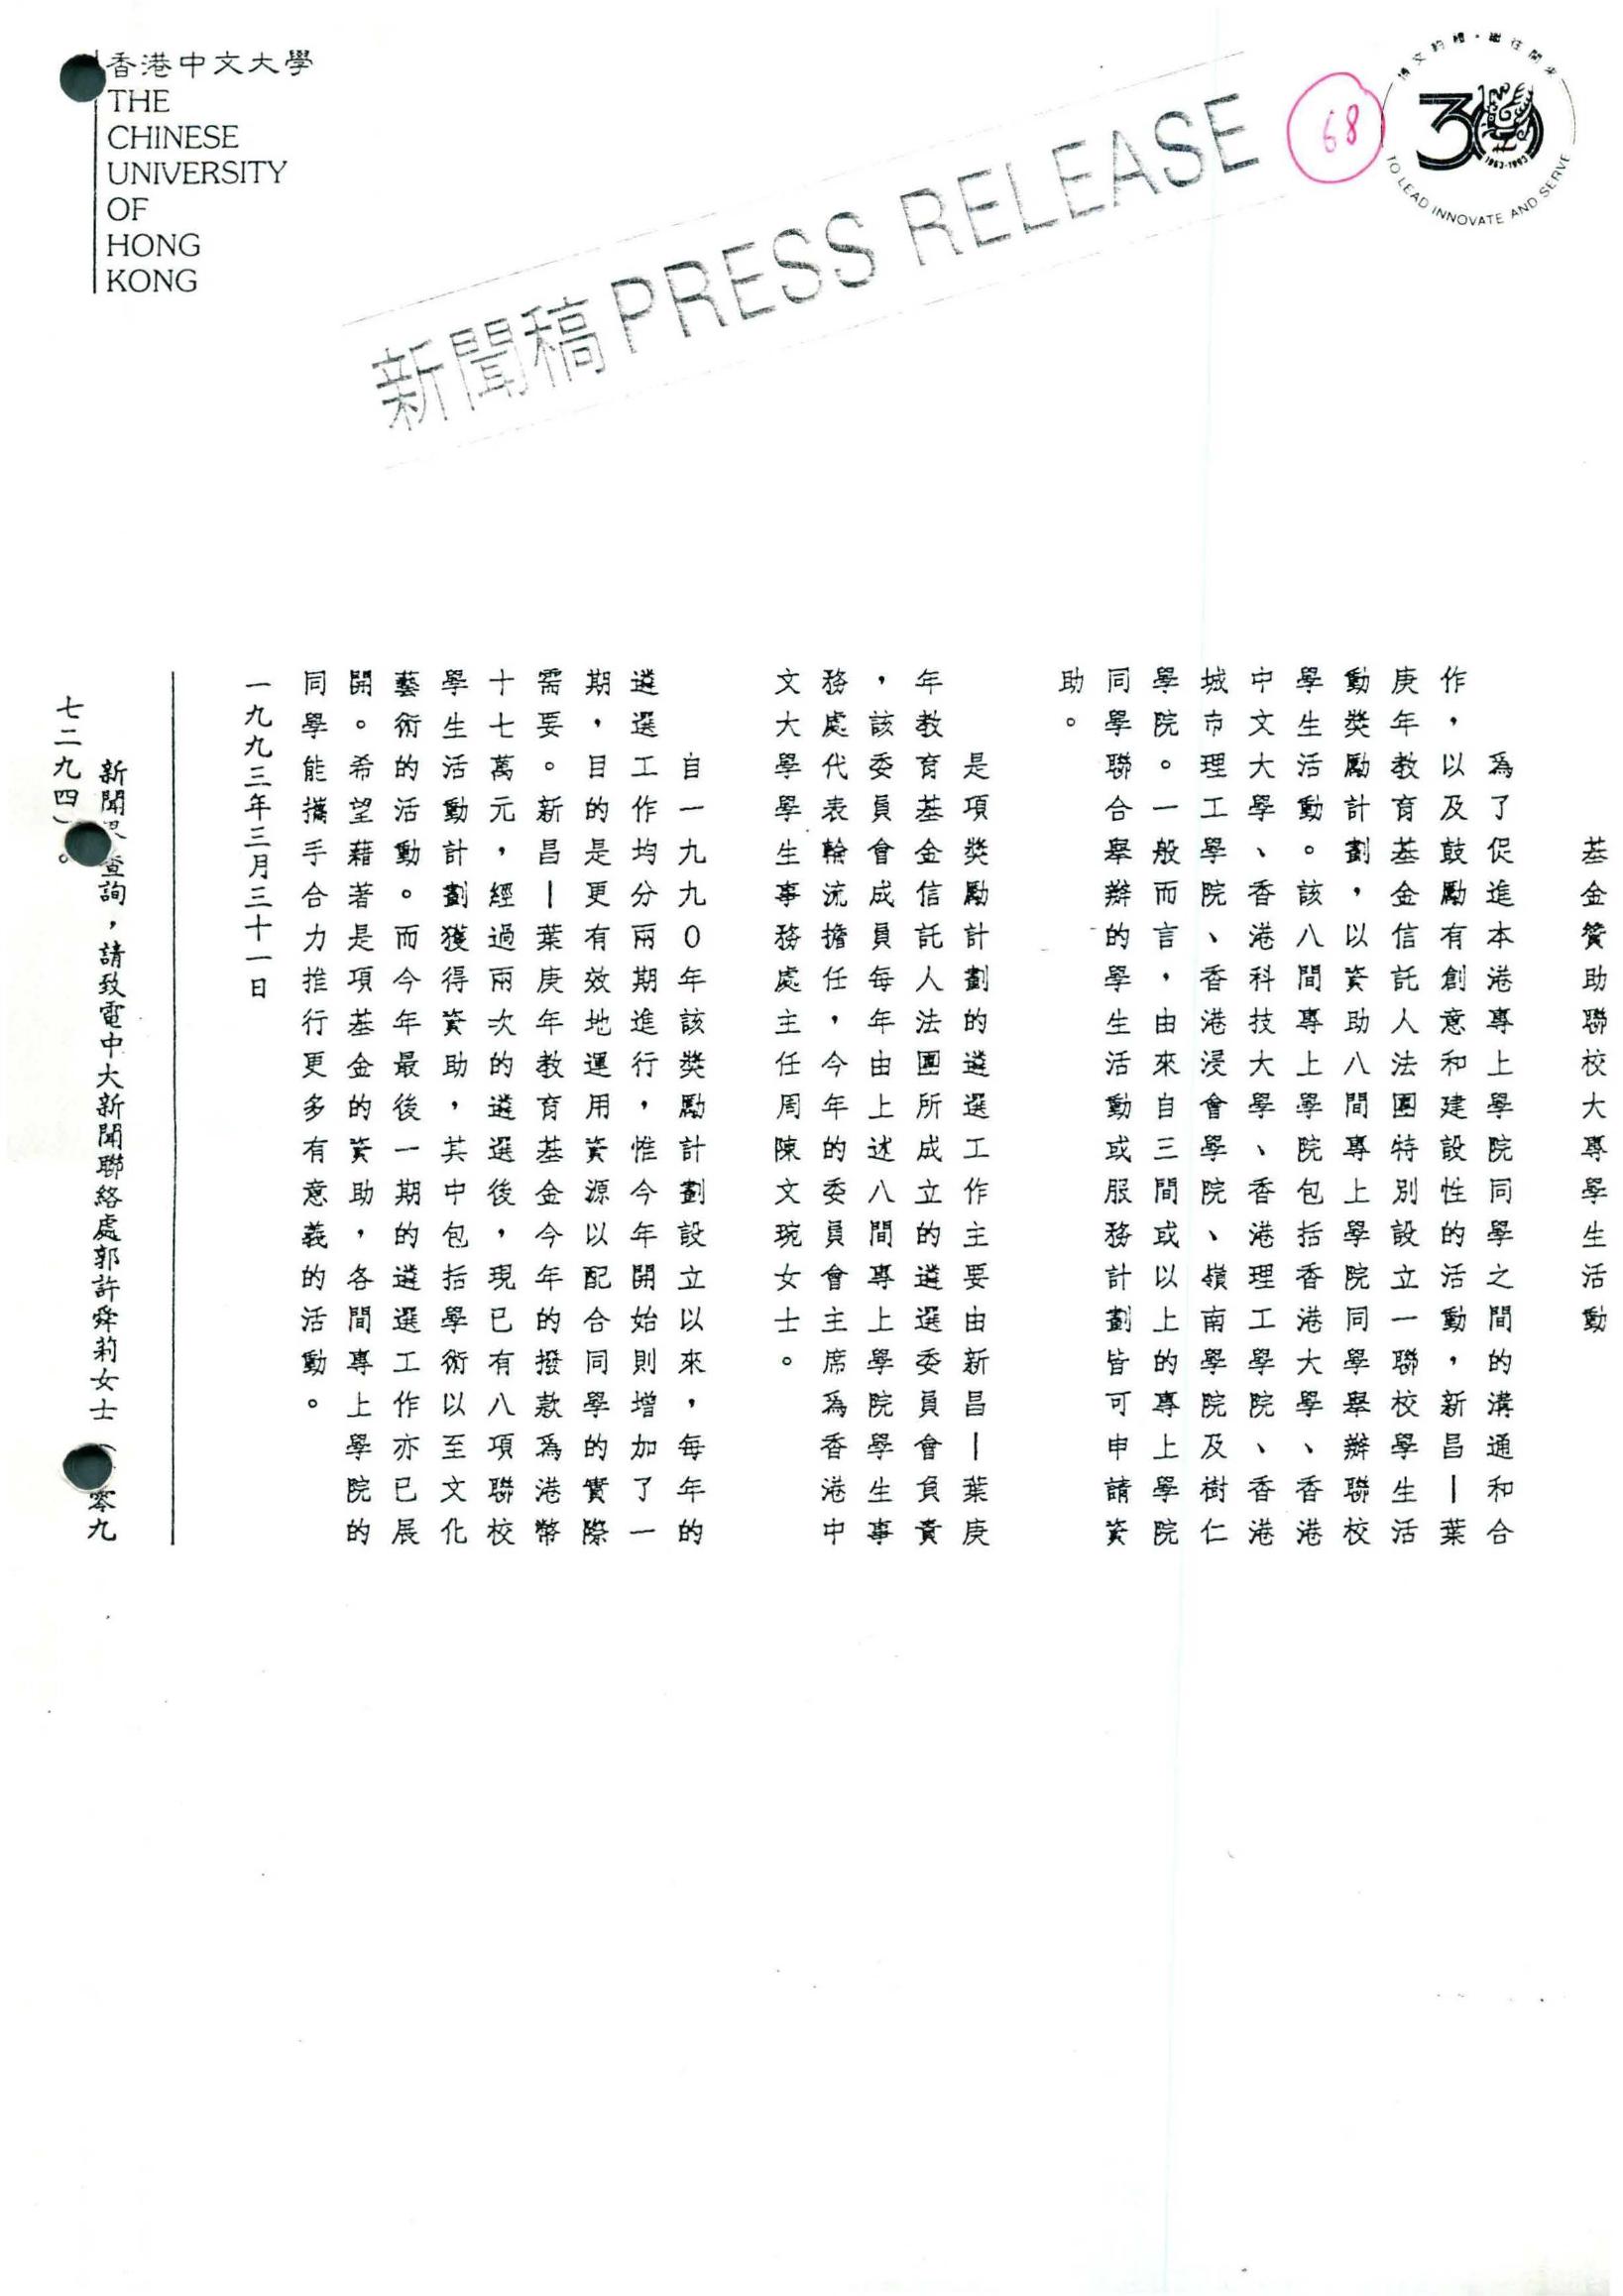 香港中文大學
THE
CHINESE
UNIVERSITY
OF
HONG
KONG
新聞稿 PRESS RELEASE
68
博文約禮·繼往開來
30
1963-1993
TO LEAD INNOVATE AND SERVE
基金贊助聯校大專學生活動
為了促進本港專上學院同學之間的溝通和合
作，以及鼓勵有創意和建設性的活動，新昌—葉
庚年教育基金信託人法團特別設立一聯校學生活
動獎勵計劃，以資助八間專上學院同學舉辦聯校
學生活動。該八間專上學院包括香港大學、香港
中文大學、香港科技大學、香港理工學院、香港
城市理工學院、香港浸會學院、嶺南學院及樹仁
學院。一般而言，由來自三間或以上的專上學院
同學聯合舉辦的學生活動或服務計劃皆可申請資
助。
是項獎勵計劃的遴選工作主要由新昌—葉庚
年教育基金信託人法團所成立的遴選委員會負責
，該委員會成員每年由上述八間專上學院學生事
務處代表輪流擔任，今年的委員會主席為香港中
文大學學生事務處主任周陳文琬女士。
自一九九0年該獎勵計劃設立以來，每年的
遴選工作均分兩期進行，惟今年開始則增加了一
期，目的是更有效地運用資源以配合同學的實際
需要。新昌—葉庚年教育基金今年的撥款為港幣
十七萬元，經過兩次的遴選後，現已有八項聯校
學生活動計劃獲得資助，其中包括學術以至文化
藝術的活動。而今年最後一期的遴選工作亦已展
開。希望藉著是項基金的資助，各間專上學院的
同學能攜手合力推行更多有意義的活動。
一九九三年三月三十一日
新聞 查詢，請致電中大新聞聯絡處郭許舜莉女士（ 零九
七二九四）。